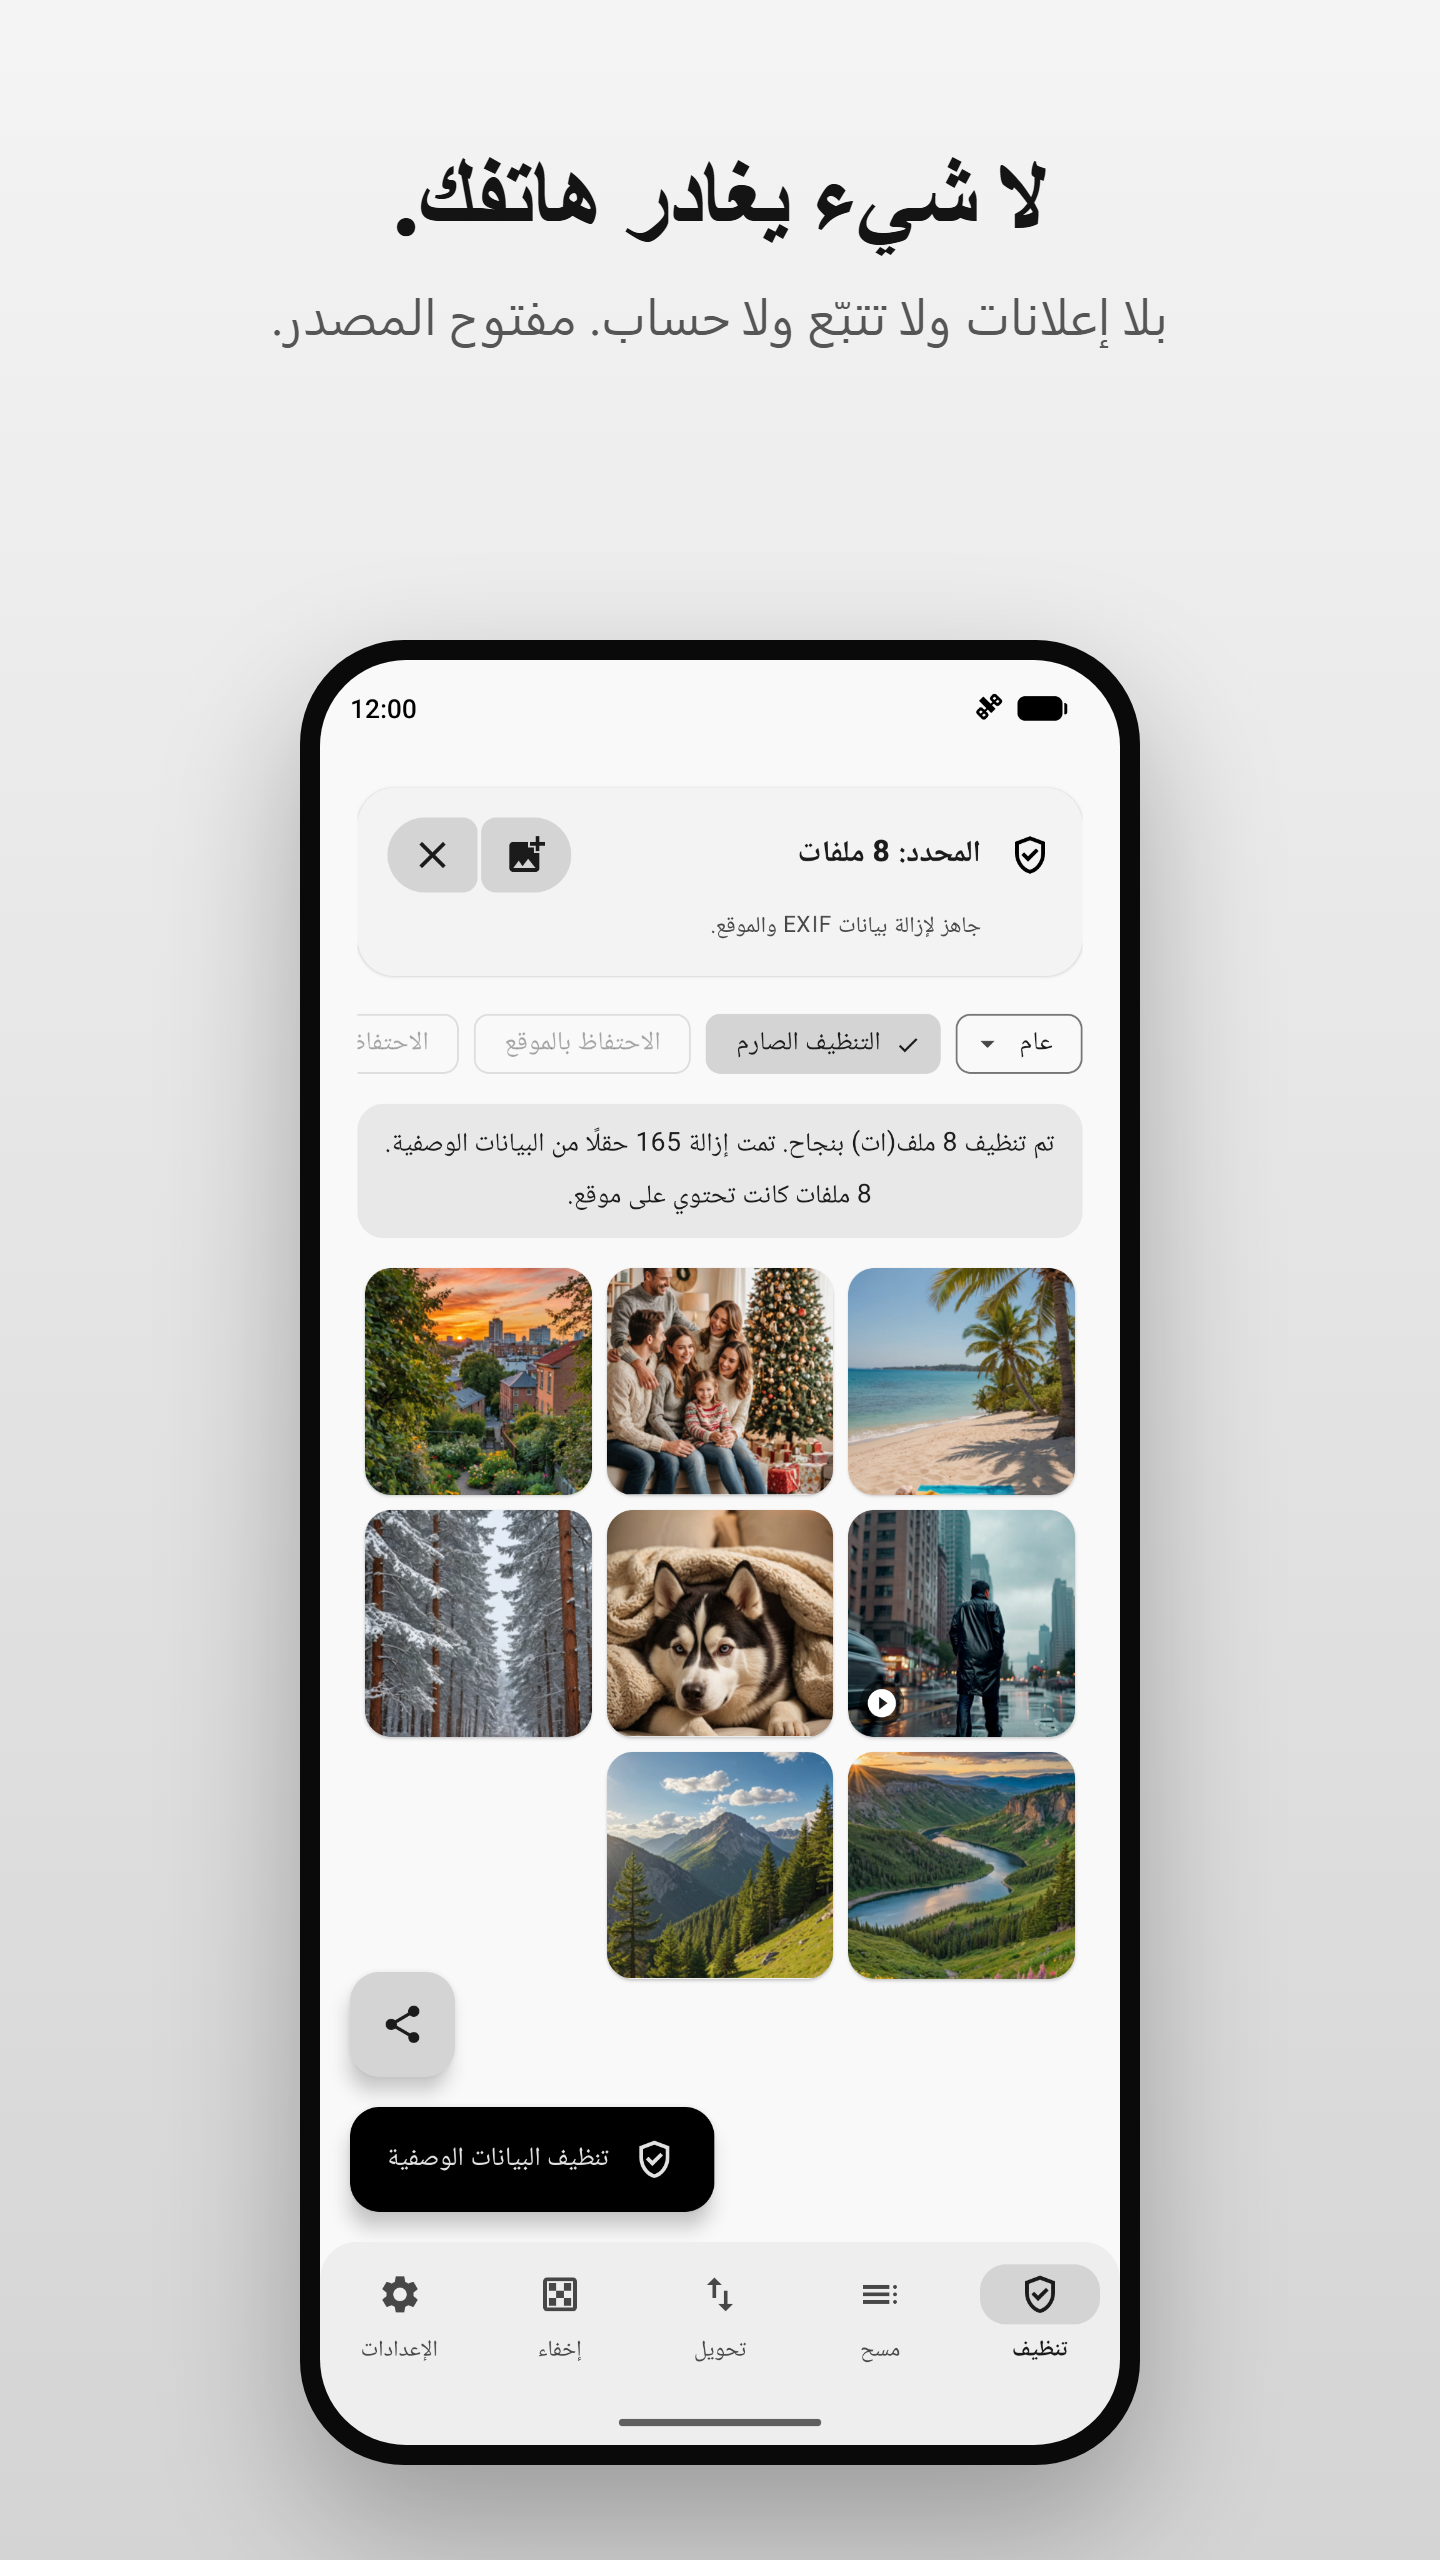 لا شيء يغادر هاتفك.
بلا إعلانات ولا تتبّع ولا حساب. مفتوح المصدر.
12:00
المحدد: 8 ملفات
جاهز لإزالة بيانات EXIF والموقع.
عام
التنظيف الصارم
الاحتفاظ بالموقع
الاحتفاظ
تم تنظيف 8 ملف(ات) بنجاح. تمت إزالة 165 حقلًا من البيانات الوصفية.
8 ملفات كانت تحتوي على موقع.
تنظيف البيانات الوصفية
تنظيف
مسح
تحويل
إخفاء
الإعدادات